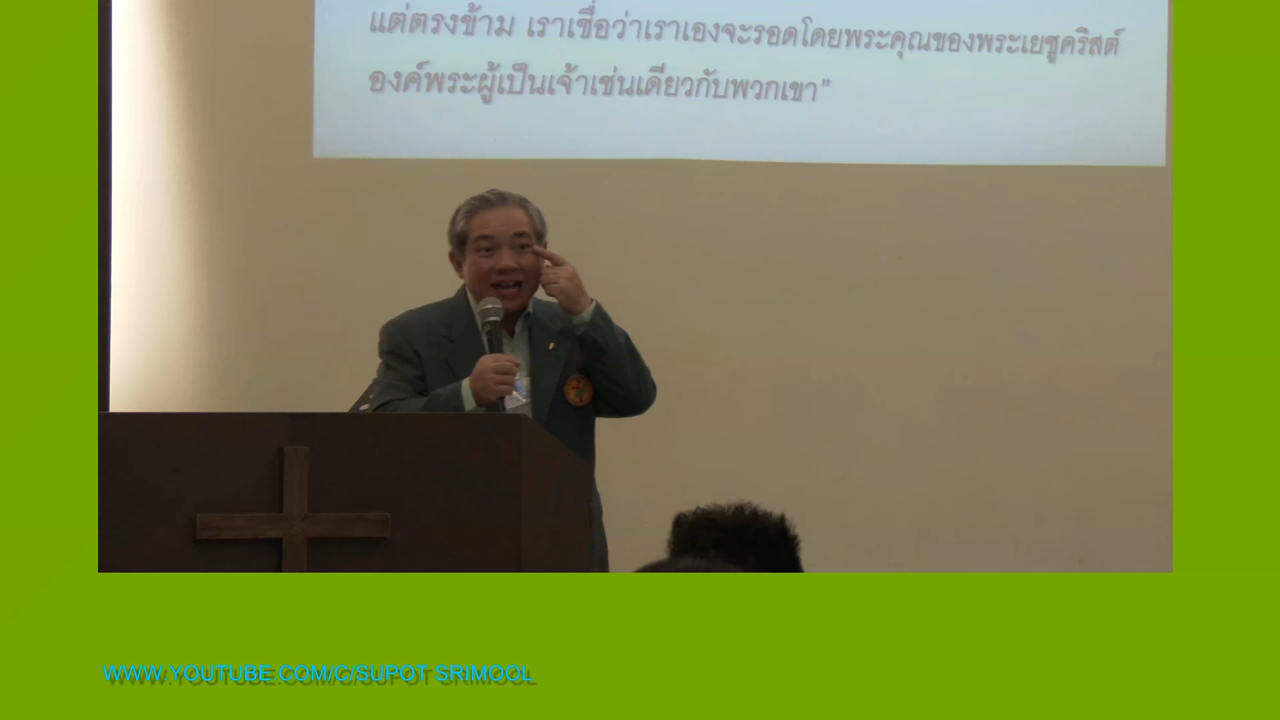 แต่ตรงข้าม เราเชื่อว่าเราเองจะรอดโดยพระคุณของพระเยซูคริสต์
องค์พระผู้เป็นเจ้าเช่นเดียวกับพวกเขา”
WWW.YOUTUBE.COM/C/SUPOT SRIMOOL